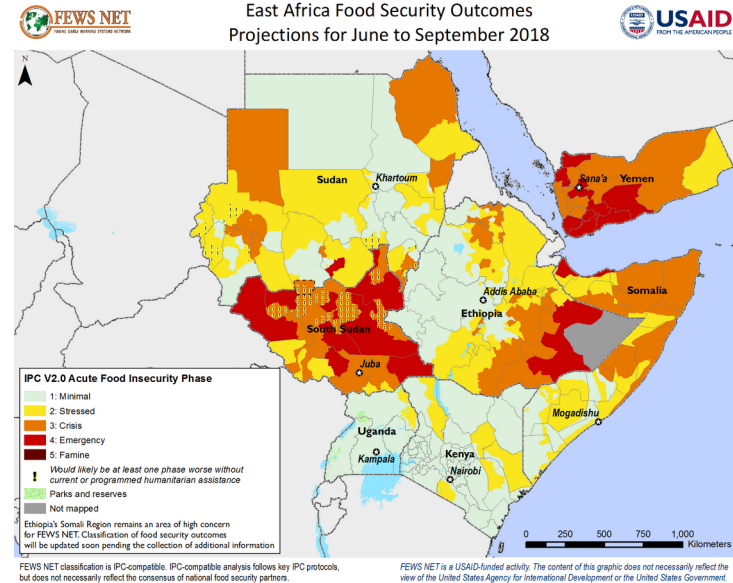 FEWS NET
FAMINE EARLY WARNING SYSTEMS NETWORK
East Africa Food Security Outcomes
Projections for June to September 2018
USAID
FROM THE AMERICAN PEOPLE
N
Sudan
Khartoum
Sana'a
Yemen
Addis Ababa
Ethiopia
Somalia
South Sudan
Juba
Mogadishu
Uganda
Kampala
Kenya
Nairobi
IPC V2.0 Acute Food Insecurity Phase
1: Minimal
2: Stressed
3: Crisis
4: Emergency
5: Famine
! Would likely be at least one phase worse without
current or programmed humanitarian assistance
Parks and reserves
Not mapped
Ethiopia's Somali Region remains an area of high concern
for FEWS NET. Classification of food security outcomes
will be updated soon pending the collection of additional information
0 250 500 750 1,000
Kilometers
FEWS NET classification is IPC-compatible. IPC-compatible analysis follows key IPC protocols,
but does not necessarily reflect the consensus of national food security partners.
FEWS NET is a USAID-funded activity. The content of this graphic does not necessarily reflect the
view of the United States Agency for International Development or the United States Government.